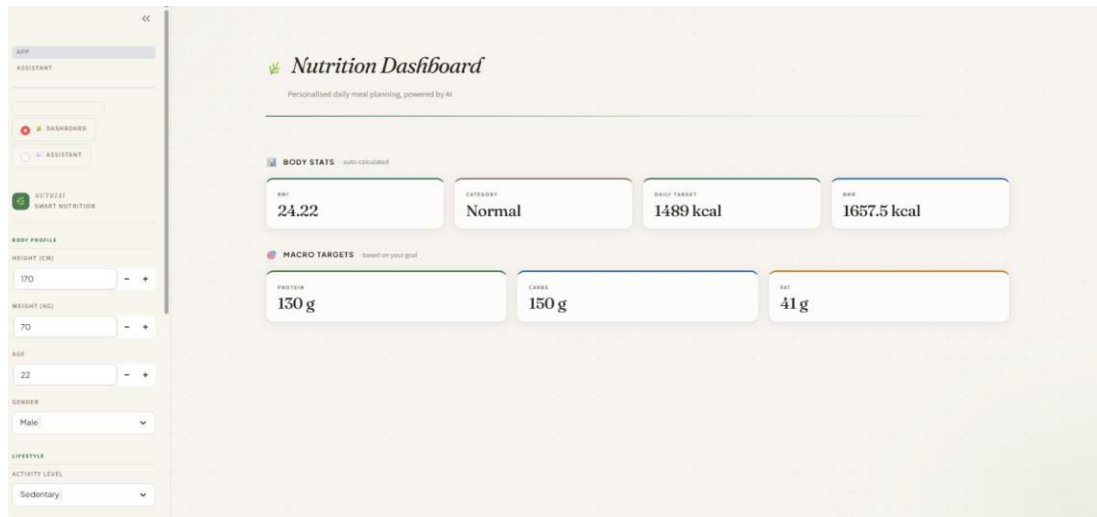 APP
ASSISTANT
DASHBOARD
ASSISTANT
NUTRIAI
SMART NUTRITION
BODY PROFILE
HEIGHT (CM)
170
WEIGHT (KG)
70
AGE
22
GENDER
Male
LIFESTYLE
ACTIVITY LEVEL
Sedentary
Nutrition Dashboard
Personalised daily meal planning, powered by AI
BODY STATS · auto-calculated
BMI CATEGORY DAILY TARGET BMR
24.22 Normal 1489 kcal 1657.5 kcal
MACRO TARGETS · based on your goal
PROTEIN CARBS FAT
130 g 150 g 41 g